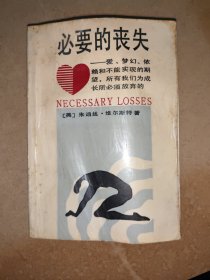 必要的丧失
——爱、梦幻、依
赖和不能实现的期
望，所有我们为成
长所必须放弃的
NECESSARY LOSSES
［美］朱迪丝·维尔斯特著